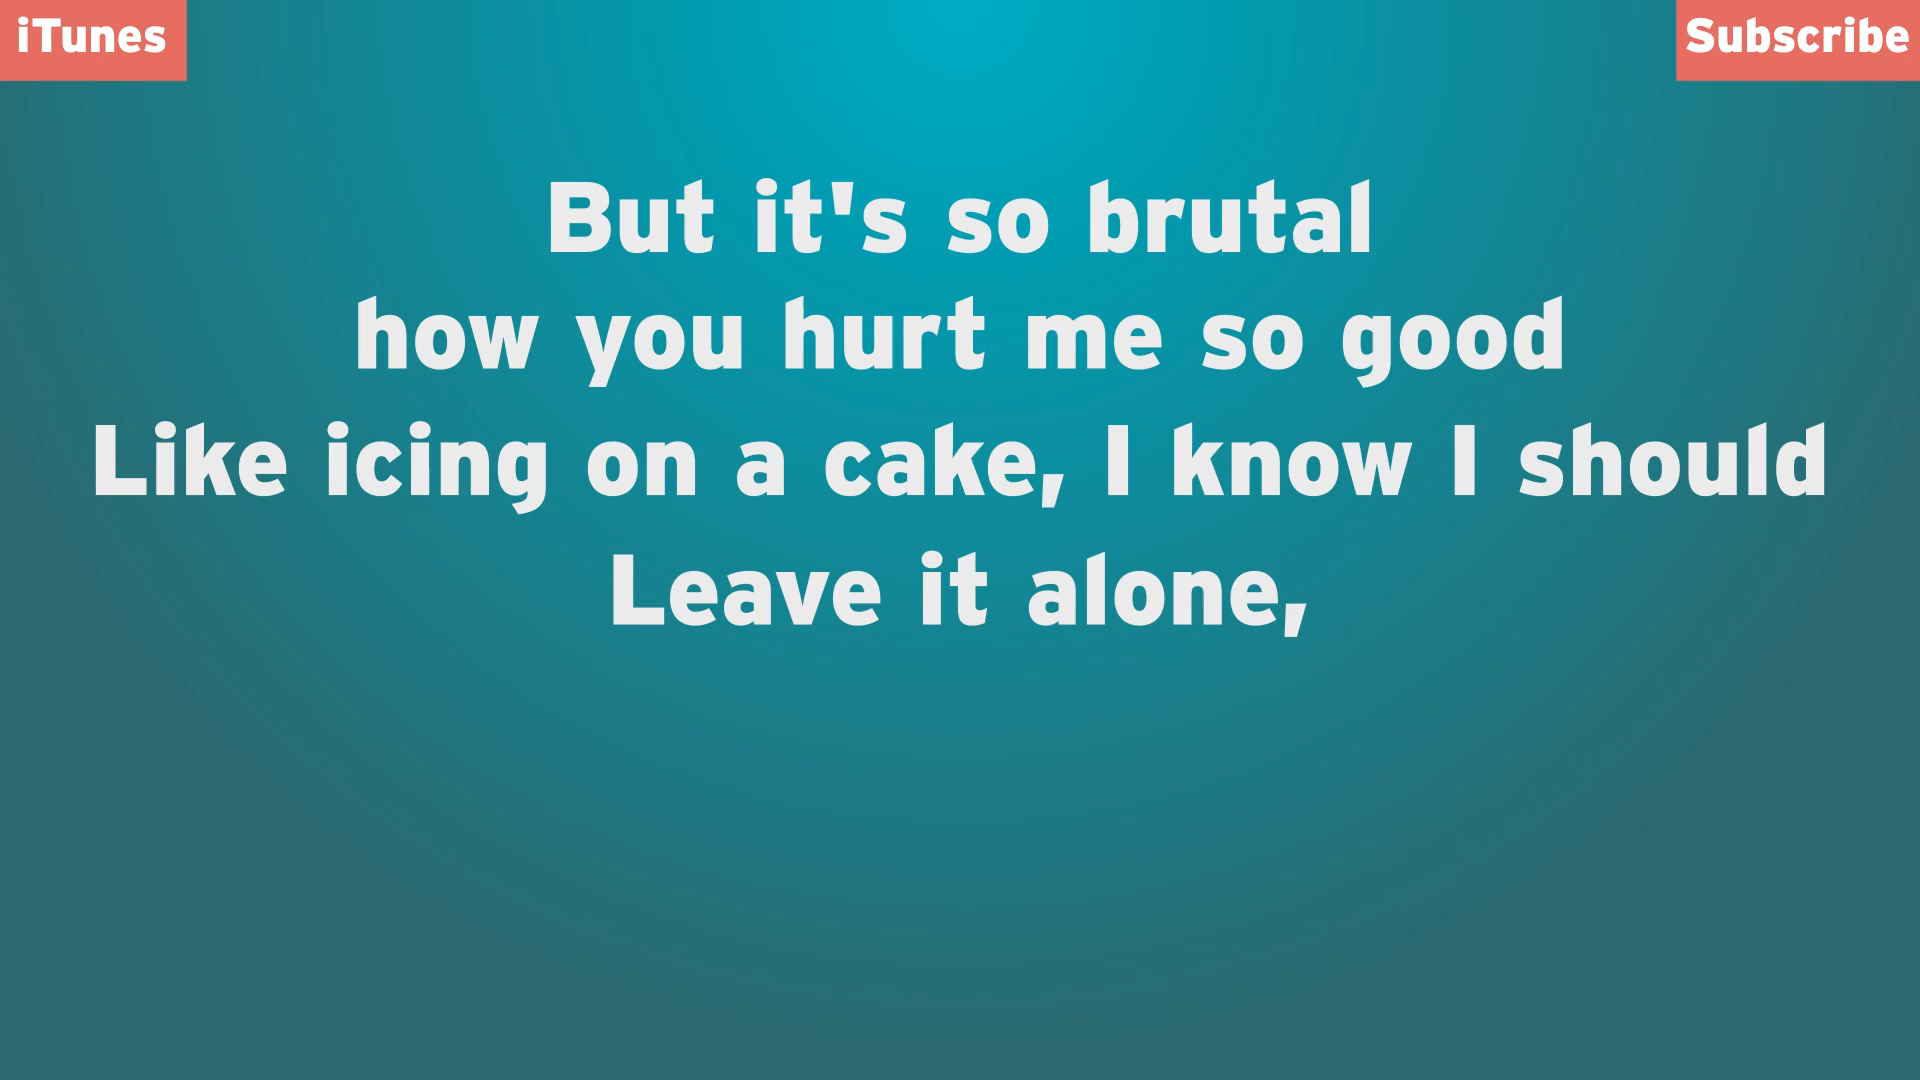 iTunes
Subscribe
But it's so brutal
how you hurt me so good
Like icing on a cake, I know I should
Leave it alone,